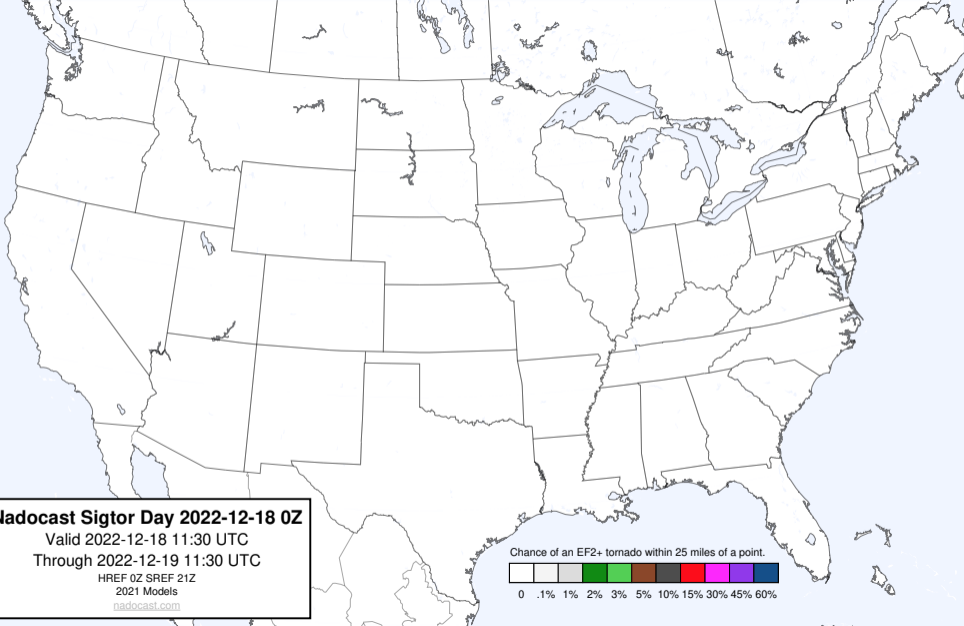 Nadocast Sigtor Day 2022-12-18 0Z
Valid 2022-12-18 11:30 UTC
Through 2022-12-19 11:30 UTC
HREF 0Z SREF 21Z
2021 Models
nadocast.com
Chance of an EF2+ tornado within 25 miles of a point.
0 .1% 1% 2% 3% 5% 10% 15% 30% 45% 60%